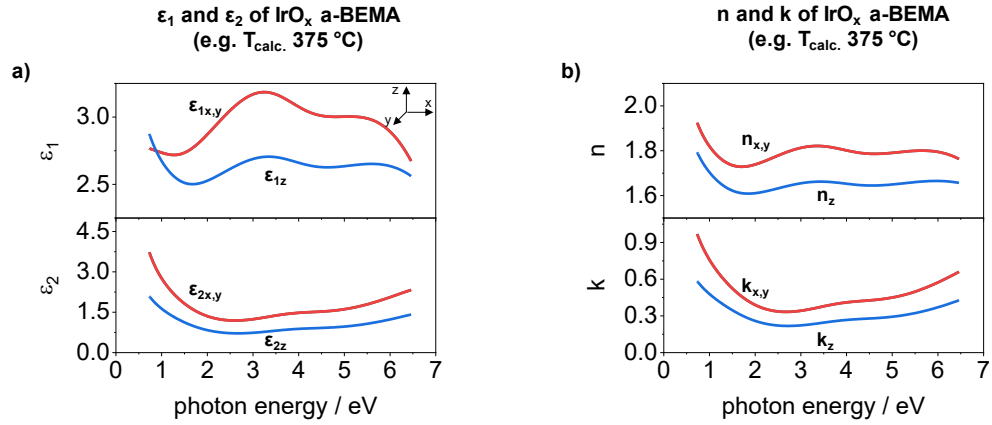 ε₁ and ε₂ of IrOₓ a-BEMA
(e.g. T_calc. 375 °C)
a)
ε₁
3.0
2.5
ε₁ₓ,ᵧ
ε₁z
z
x
y
ε₂
4.5
3.0
1.5
0.0
ε₂ₓ,ᵧ
ε₂z
0 1 2 3 4 5 6 7
photon energy / eV
n and k of IrOₓ a-BEMA
(e.g. T_calc. 375 °C)
b)
n
2.0
1.8
1.6
nₓ,ᵧ
n_z
k
0.9
0.6
0.3
0.0
kₓ,ᵧ
k_z
0 1 2 3 4 5 6 7
photon energy / eV